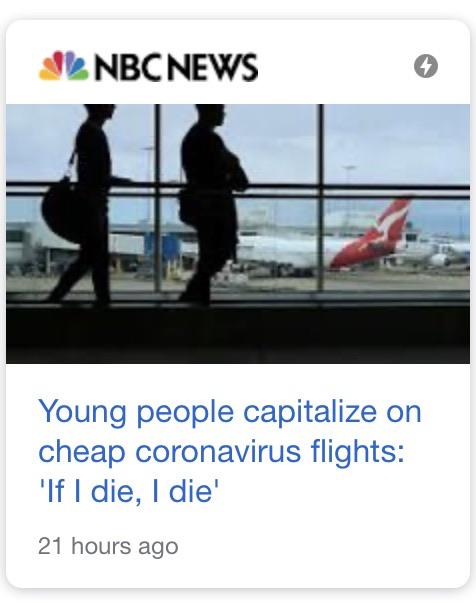 NBC NEWS
Young people capitalize on
cheap coronavirus flights:
'If I die, I die'
21 hours ago